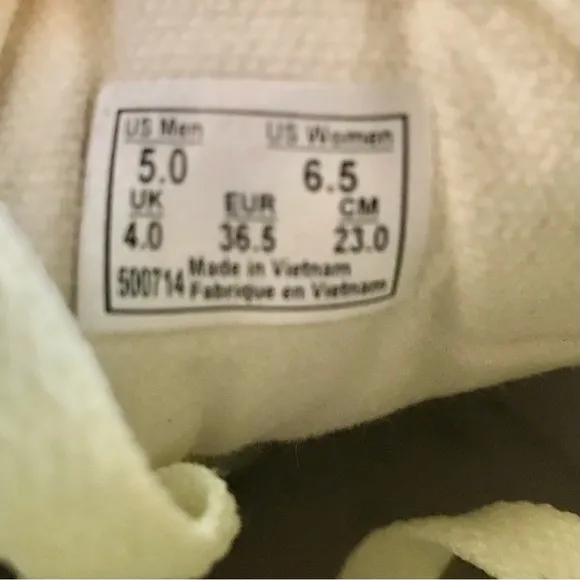 US Men US Women
5.0 6.5
UK EUR CM
4.0 36.5 23.0
500714 Made in Vietnam
Fabrique en Vietnam